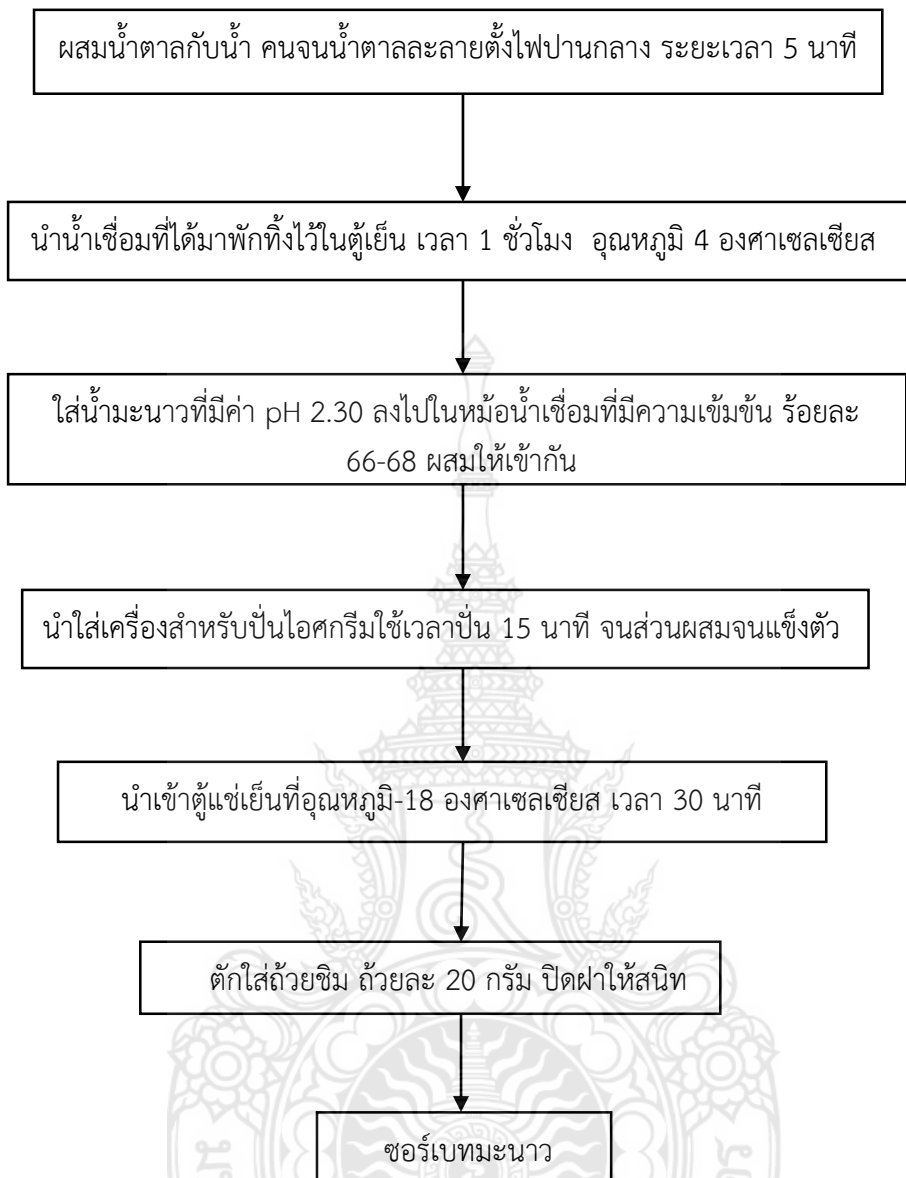 ผสมน้ำตาลกับน้ำ คนจนน้ำตาลละลายตั้งไฟปานกลาง ระยะเวลา 5 นาที
นำน้ำเชื่อมที่ได้มาพักทิ้งไว้ในตู้เย็น เวลา 1 ชั่วโมง  อุณหภูมิ 4 องศาเซลเซียส
ใส่น้ำมะนาวที่มีค่า pH 2.30 ลงไปในหม้อน้ำเชื่อมที่มีความเข้มข้น ร้อยละ
66-68 ผสมให้เข้ากัน
นำใส่เครื่องสำหรับปั่นไอศกรีมใช้เวลาปั่น 15 นาที จนส่วนผสมจนแข็งตัว
นำเข้าตู้แช่เย็นที่อุณหภูมิ-18 องศาเซลเซียส เวลา 30 นาที
ตักใส่ถ้วยชิม ถ้วยละ 20 กรัม ปิดฝาให้สนิท
ซอร์เบทมะนาว